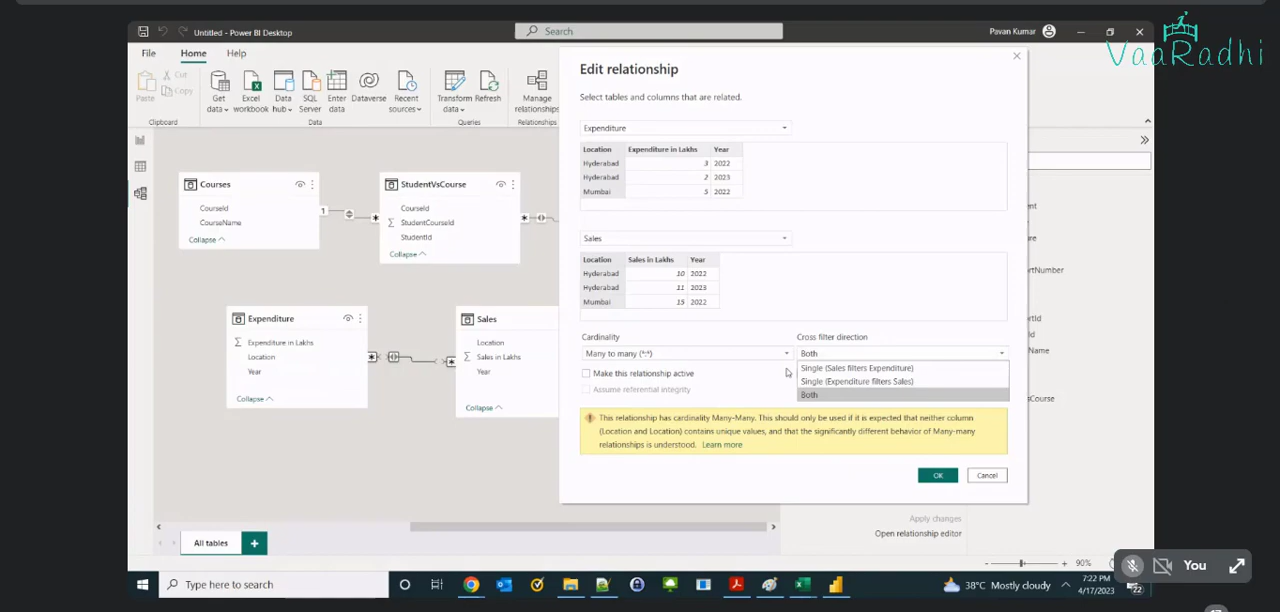 VaaRadhi
Untitled - Power BI Desktop
Search
Pavan Kumar
File Home Help
Paste
Cut
Copy
Get data
Excel workbook
Data hub
SQL Server
Enter data
Dataverse
Recent sources
Transform data
Refresh
Manage relationships
Clipboard
Data
Queries
Relationships
Courses
CourseId
CourseName
Collapse
StudentVsCourse
CourseId
Σ StudentCourseId
StudentId
Collapse
1
*
*
Expenditure
Σ Expenditure in Lakhs
Location
Year
Collapse
*
*
Sales
Location
Σ Sales in Lakhs
Year
Collapse
Edit relationship
Select tables and columns that are related.
Expenditure
Location Expenditure in Lakhs Year
Hyderabad 3 2022
Hyderabad 2 2023
Mumbai 5 2022
Sales
Location Sales in Lakhs Year
Hyderabad 10 2022
Hyderabad 11 2023
Mumbai 15 2022
Cardinality
Many to many (*:*)
Cross filter direction
Both
Single (Sales filters Expenditure)
Single (Expenditure filters Sales)
Both
Make this relationship active
Assume referential integrity
This relationship has cardinality Many-Many. This should only be used if it is expected that neither column
(Location and Location) contains unique values, and that the significantly different behavior of Many-many
relationships is understood. Learn more
OK Cancel
Apply changes
Open relationship editor
All tables
- + 90%
You
Type here to search
38°C Mostly cloudy
7:22 PM
4/17/2023
22